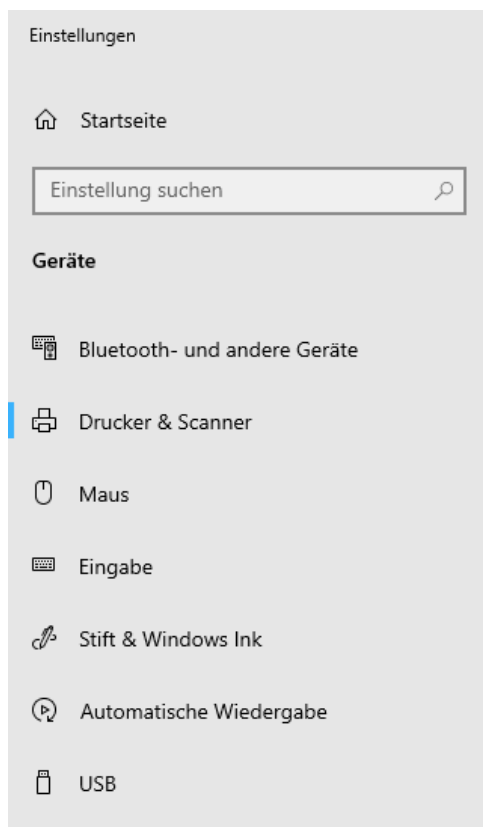 Einstellungen
Startseite
Einstellung suchen
Geräte
Bluetooth- und andere Geräte
Drucker & Scanner
Maus
Eingabe
Stift & Windows Ink
Automatische Wiedergabe
USB